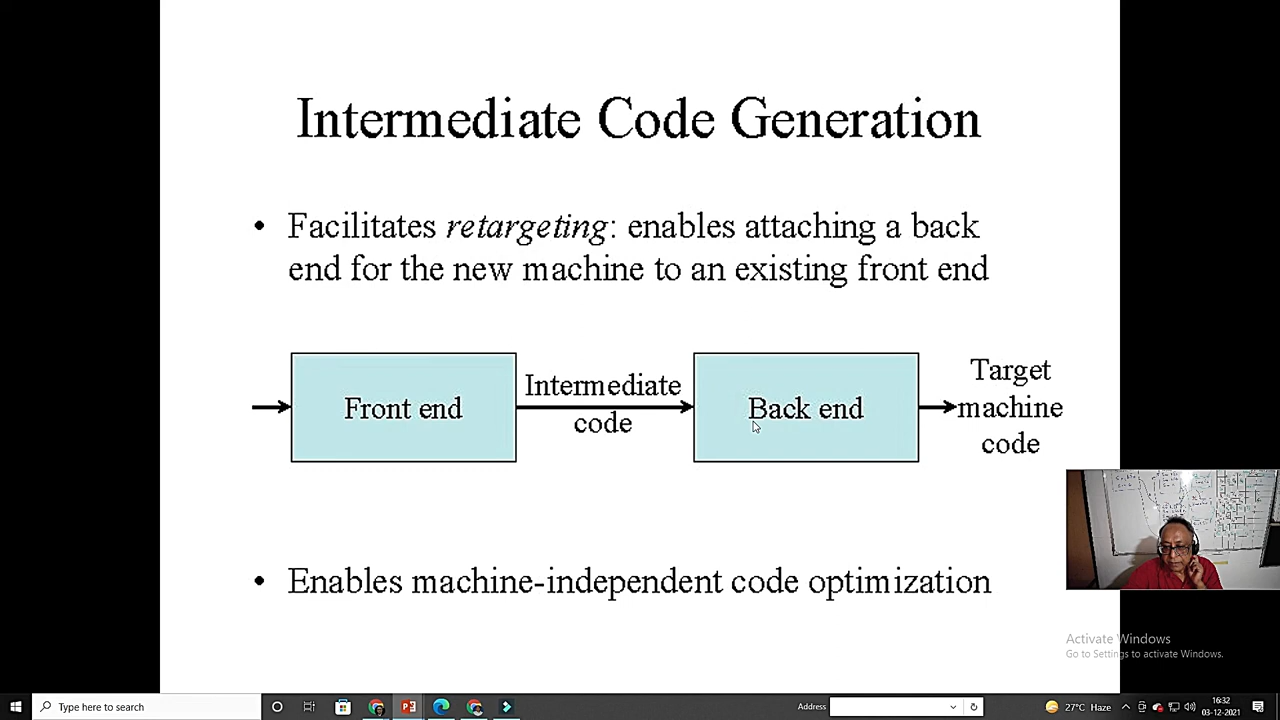 Intermediate Code Generation
• Facilitates retargeting: enables attaching a back
end for the new machine to an existing front end
Front end
Intermediate
code
Back end
Target
machine
code
• Enables machine-independent code optimization
Activate Windows
Go to Settings to activate Windows.
Type here to search
Address
27°C Haze
16:32
03-12-2021